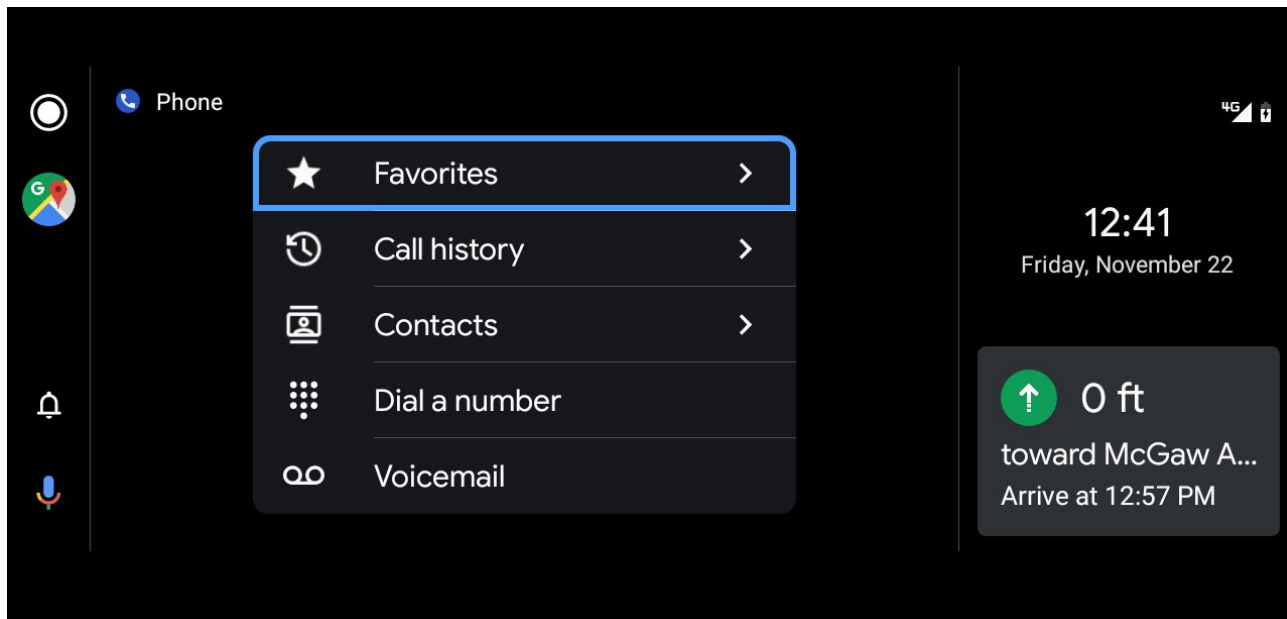 Phone
Favorites
Call history
Contacts
Dial a number
Voicemail
4G
12:41
Friday, November 22
0 ft
toward McGaw A...
Arrive at 12:57 PM
G